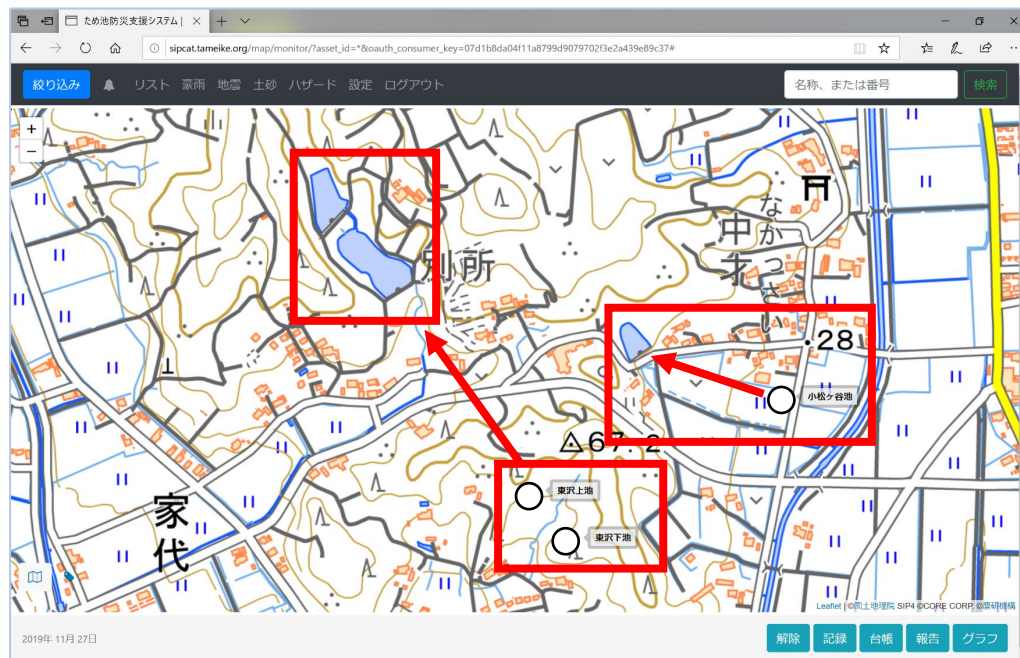 ため池防災支援システム |
sipcat.tameike.org/map/monitor/?asset_id=*&oauth_consumer_key=07d1b8da04f11a8799d9079702f3e2a439e89c37#
絞り込み リスト 豪雨 地震 土砂 ハザード 設定 ログアウト 名称、または番号 検索
+
−
別所
中才
なかっさい
・28
小松ヶ谷池
67.2
東沢上池
東沢下池
家代
Leaflet | ©国土地理院 SIP4 ©CORE CORP. ©農研機構
2019年 11月 27日 解除 記録 台帳 報告 グラフ